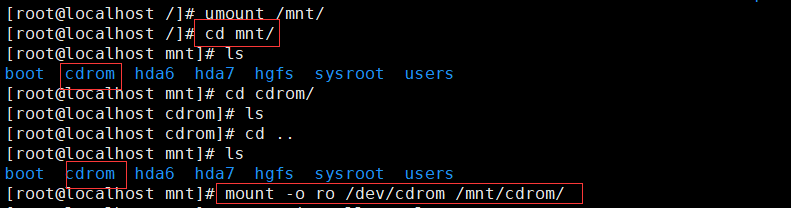 [root@localhost /]# umount /mnt/
[root@localhost /]# cd mnt/
[root@localhost mnt]# ls
boot  cdrom  hda6  hda7  hgfs  sysroot  users
[root@localhost mnt]# cd cdrom/
[root@localhost cdrom]# ls
[root@localhost cdrom]# cd ..
[root@localhost mnt]# ls
boot  cdrom  hda6  hda7  hgfs  sysroot  users
[root@localhost mnt]# mount -o ro /dev/cdrom /mnt/cdrom/